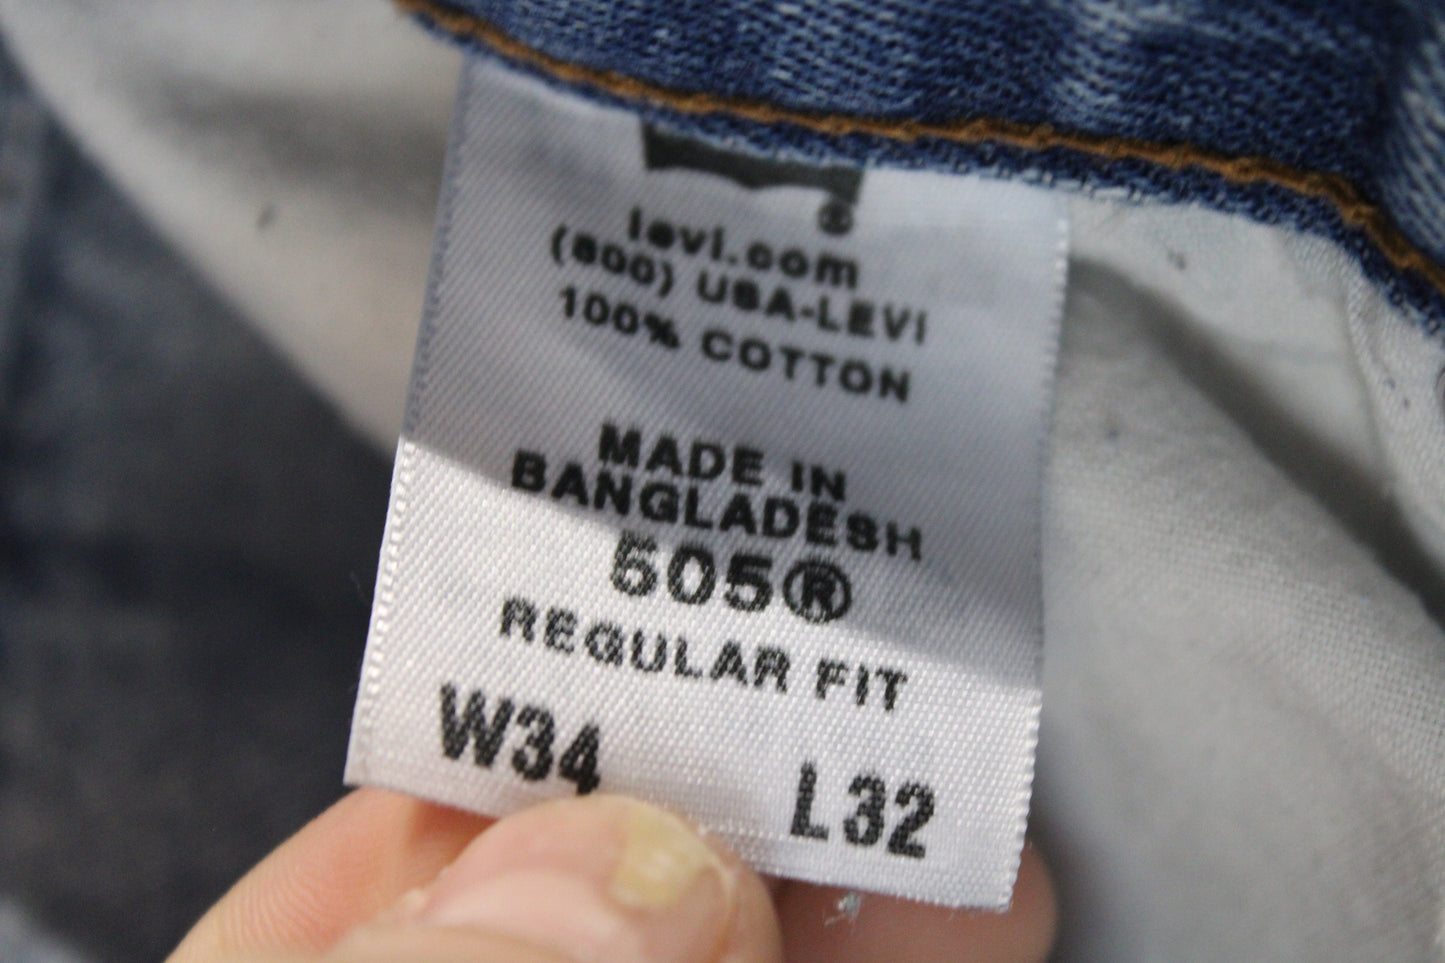 ®
levi.com
(800) USA-LEVI
100% COTTON
MADE IN
BANGLADESH
505®
REGULAR FIT
W34 L32